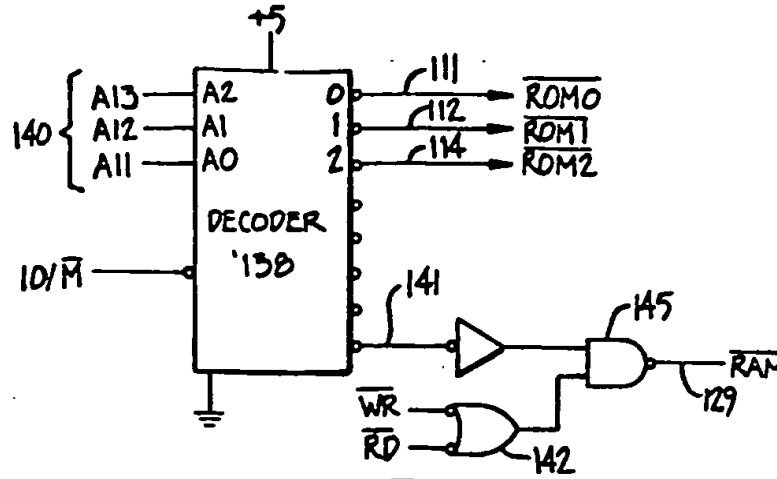 +5
111
A13 A2 0 ROM0
140 A12 A1 1 112 ROM1
A11 A0 2 114 ROM2
DECODER
'138
IO/M
141
145
RAM
WR
129
RD
142